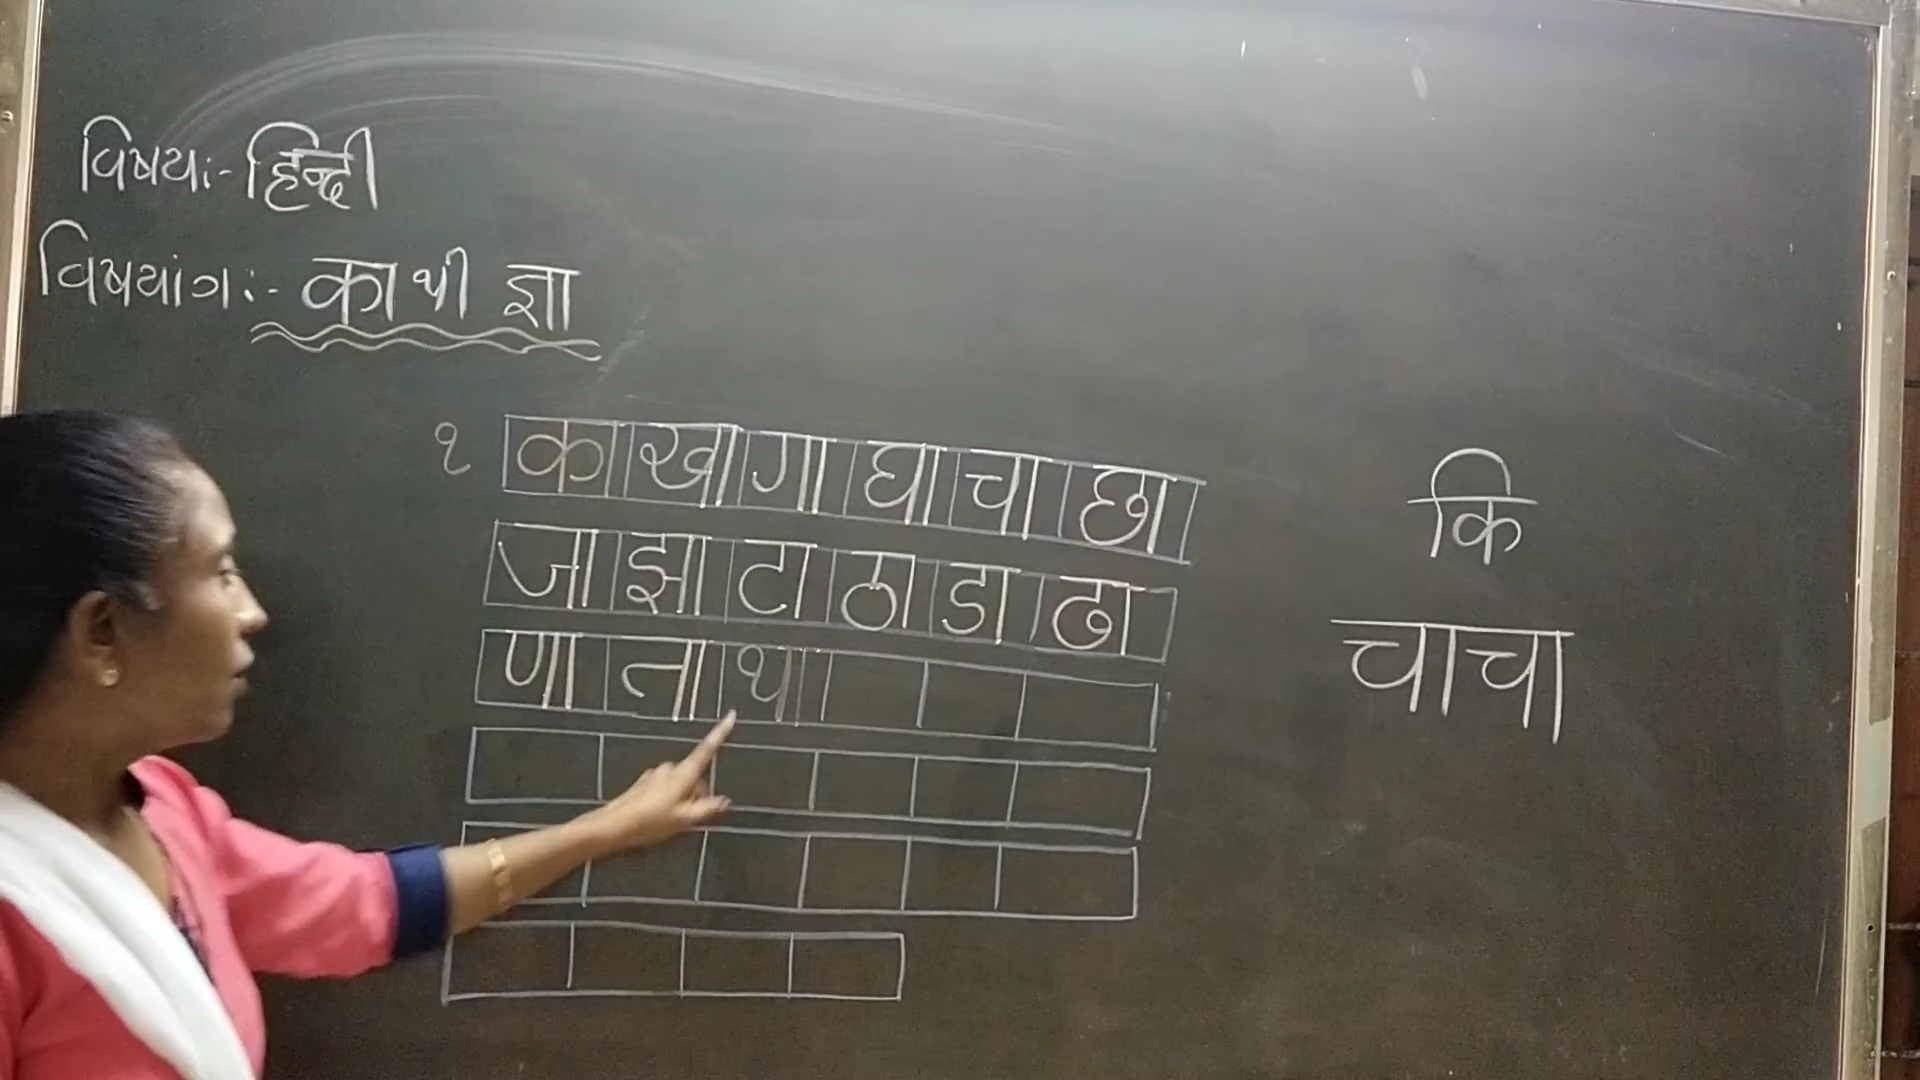 विषयः- हिन्दी
विषयांगः- का थी ज्ञा
१ का खा गा घा चा छा
जा झा टा ठा डा ढा
णा ता था
कि
चाचा